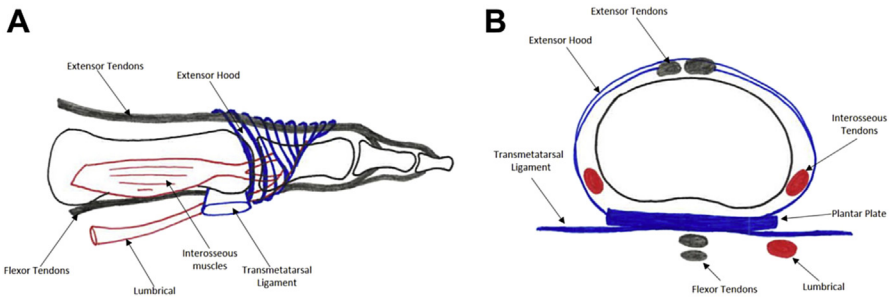 A
Extensor Tendons
Extensor Hood
Flexor Tendons
Lumbrical
Interosseous
muscles
Transmetatarsal
Ligament
B
Extensor Tendons
Extensor Hood
Interosseous
Tendons
Transmetatarsal
Ligament
Plantar Plate
Flexor Tendons
Lumbrical